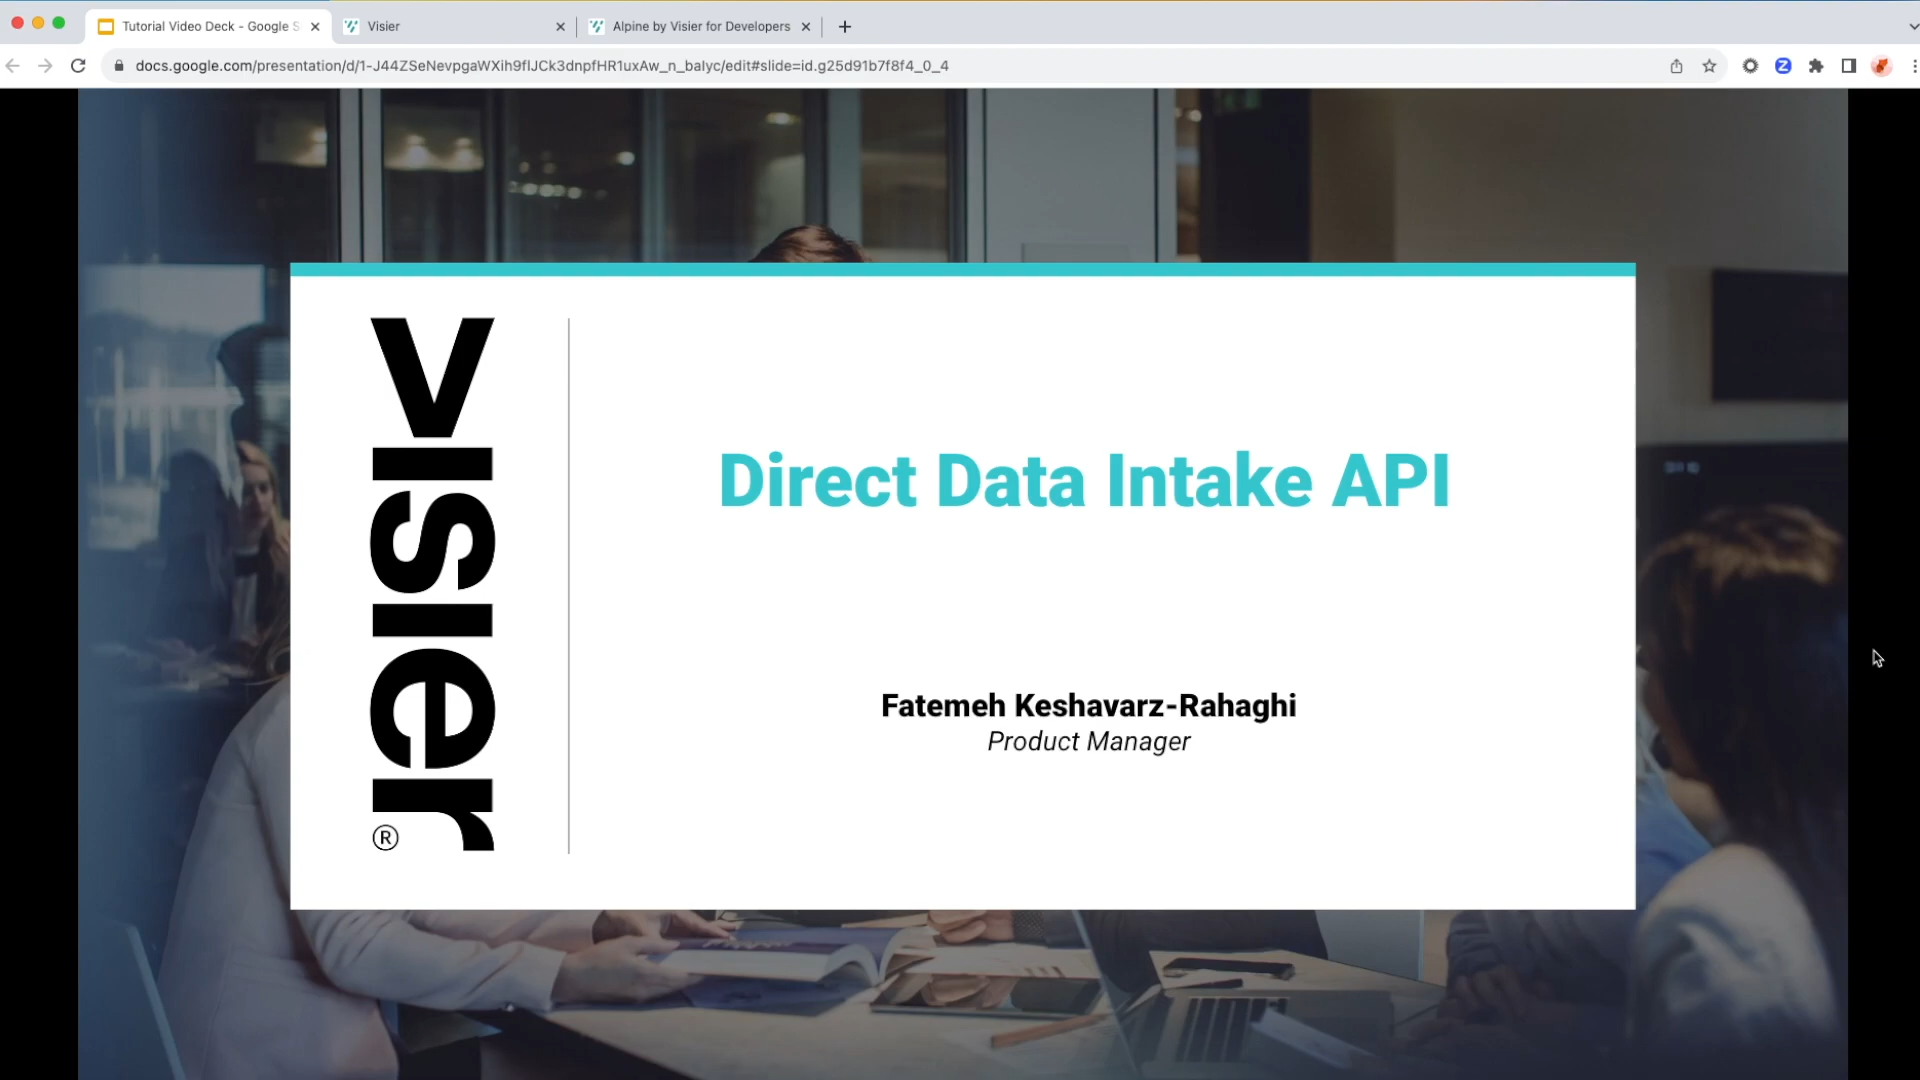 Tutorial Video Deck - Google S
Visier
Alpine by Visier for Developers
docs.google.com/presentation/d/1-J44ZSeNevpgaWXih9fIJCk3dnpfHR1uxAw_n_balyc/edit#slide=id.g25d91b7f8f4_0_4
Z
visier®
Direct Data Intake API
Fatemeh Keshavarz-Rahaghi
Product Manager